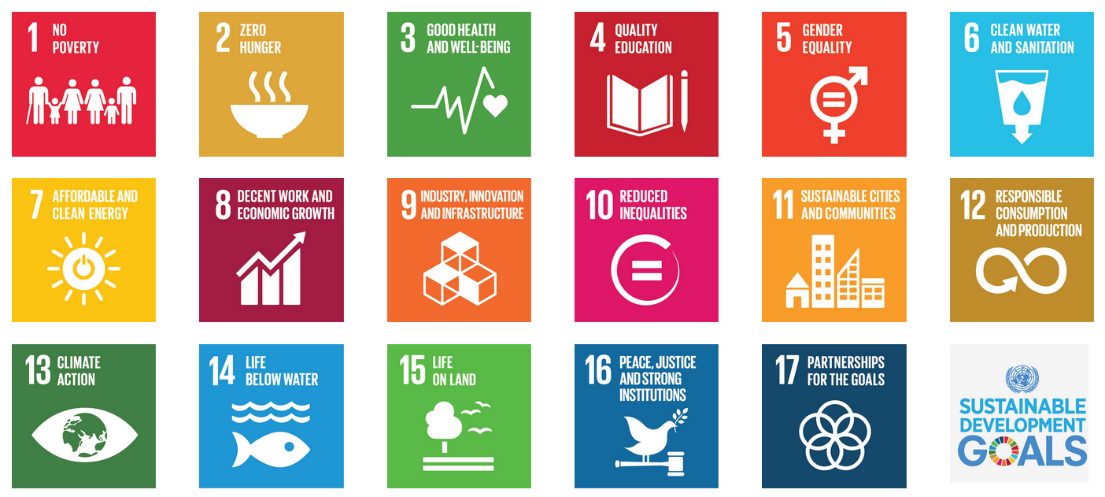 1 NO
POVERTY
2 ZERO
HUNGER
3 GOOD HEALTH
AND WELL-BEING
4 QUALITY
EDUCATION
5 GENDER
EQUALITY
6 CLEAN WATER
AND SANITATION
7 AFFORDABLE AND
CLEAN ENERGY
8 DECENT WORK AND
ECONOMIC GROWTH
9 INDUSTRY, INNOVATION
AND INFRASTRUCTURE
10 REDUCED
INEQUALITIES
11 SUSTAINABLE CITIES
AND COMMUNITIES
12 RESPONSIBLE
CONSUMPTION
AND PRODUCTION
13 CLIMATE
ACTION
14 LIFE
BELOW WATER
15 LIFE
ON LAND
16 PEACE, JUSTICE
AND STRONG
INSTITUTIONS
17 PARTNERSHIPS
FOR THE GOALS
SUSTAINABLE
DEVELOPMENT
GOALS